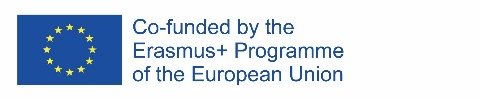 Co-funded by the
Erasmus+ Programme
of the European Union